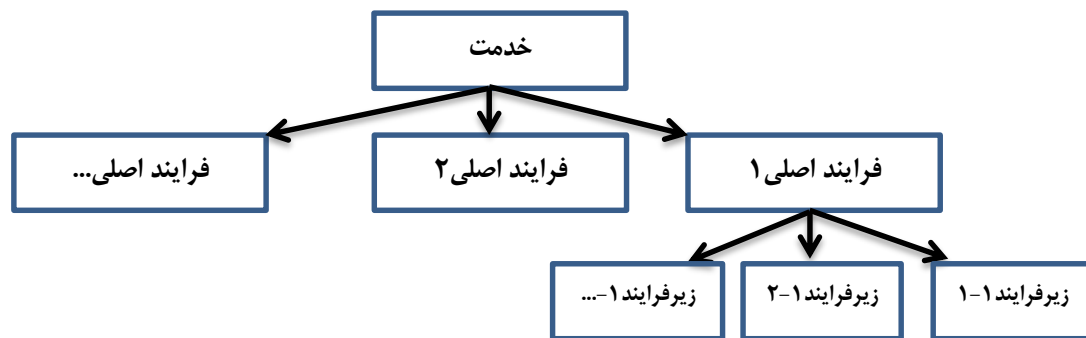 خدمت
فرایند اصلی۱
فرایند اصلی۲
فرایند اصلی...
زیرفرایند۱-۱
زیرفرایند۱-۲
زیرفرایند۱-...